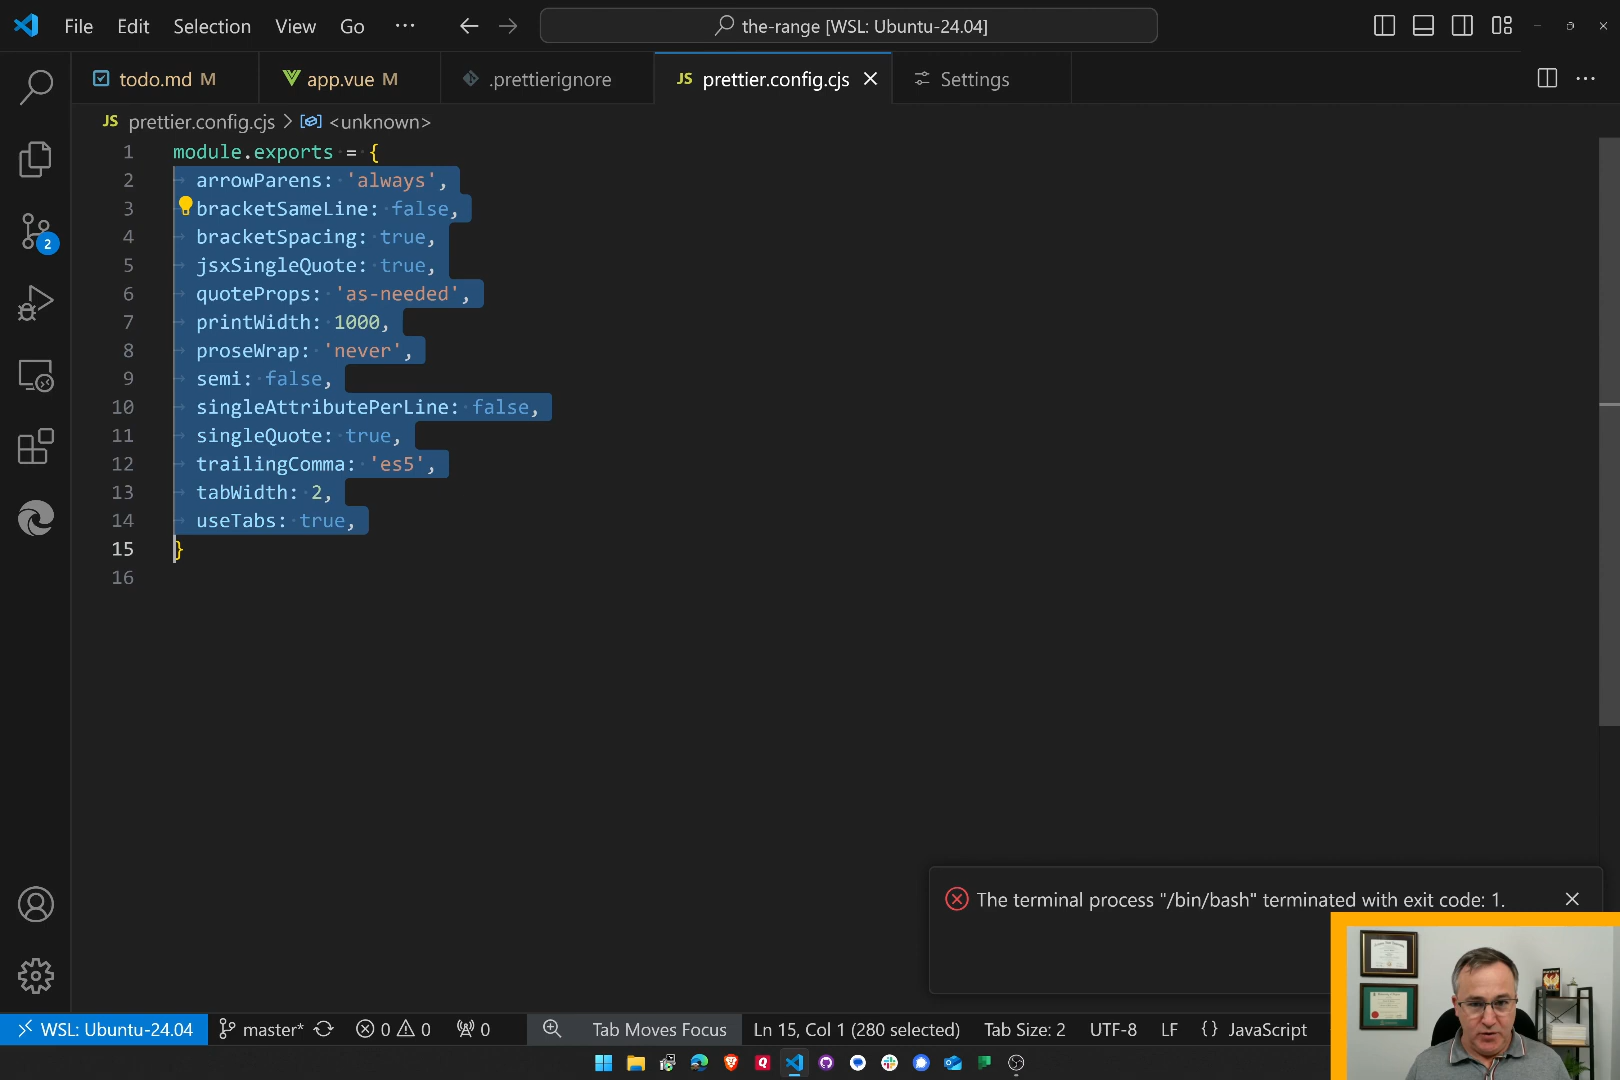 File Edit Selection View Go ···
the-range [WSL: Ubuntu-24.04]
todo.md M
app.vue M
.prettierignore
JS prettier.config.cjs
Settings
JS prettier.config.cjs > <unknown>
1 module.exports = {
2 arrowParens: 'always',
3 bracketSameLine: false,
4 bracketSpacing: true,
5 jsxSingleQuote: true,
6 quoteProps: 'as-needed',
7 printWidth: 1000,
8 proseWrap: 'never',
9 semi: false,
10 singleAttributePerLine: false,
11 singleQuote: true,
12 trailingComma: 'es5',
13 tabWidth: 2,
14 useTabs: true,
15 }
16
2
The terminal process "/bin/bash" terminated with exit code: 1.
WSL: Ubuntu-24.04 master* 0 0 0 Tab Moves Focus Ln 15, Col 1 (280 selected) Tab Size: 2 UTF-8 LF {} JavaScript